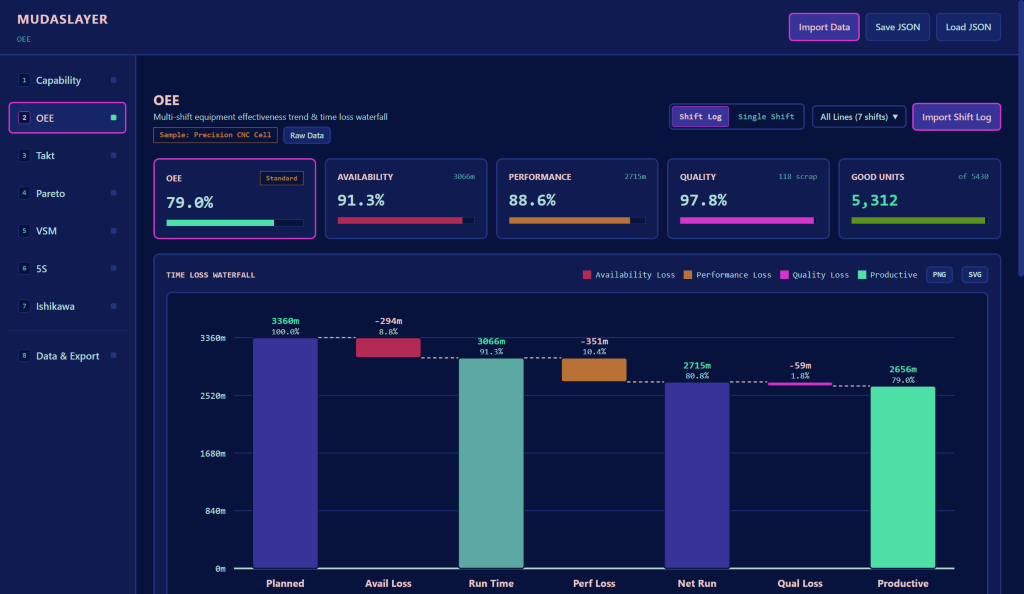 MUDASLAYER
OEE
Import Data
Save JSON
Load JSON
1 Capability
2 OEE
3 Takt
4 Pareto
5 VSM
6 5S
7 Ishikawa
8 Data & Export
OEE
Multi-shift equipment effectiveness trend & time loss waterfall
Sample: Precision CNC Cell
Raw Data
Shift Log
Single Shift
All Lines (7 shifts) ▼
Import Shift Log
OEE Standard
79.0%
AVAILABILITY 3066m
91.3%
PERFORMANCE 2715m
88.6%
QUALITY 118 scrap
97.8%
GOOD UNITS of 5430
5,312
TIME LOSS WATERFALL
Availability Loss
Performance Loss
Quality Loss
Productive
PNG
SVG
3360m
2520m
1680m
840m
0m
3360m
100.0%
-294m
8.8%
3066m
91.3%
-351m
10.4%
2715m
80.8%
-59m
1.8%
2656m
79.0%
Planned
Avail Loss
Run Time
Perf Loss
Net Run
Qual Loss
Productive